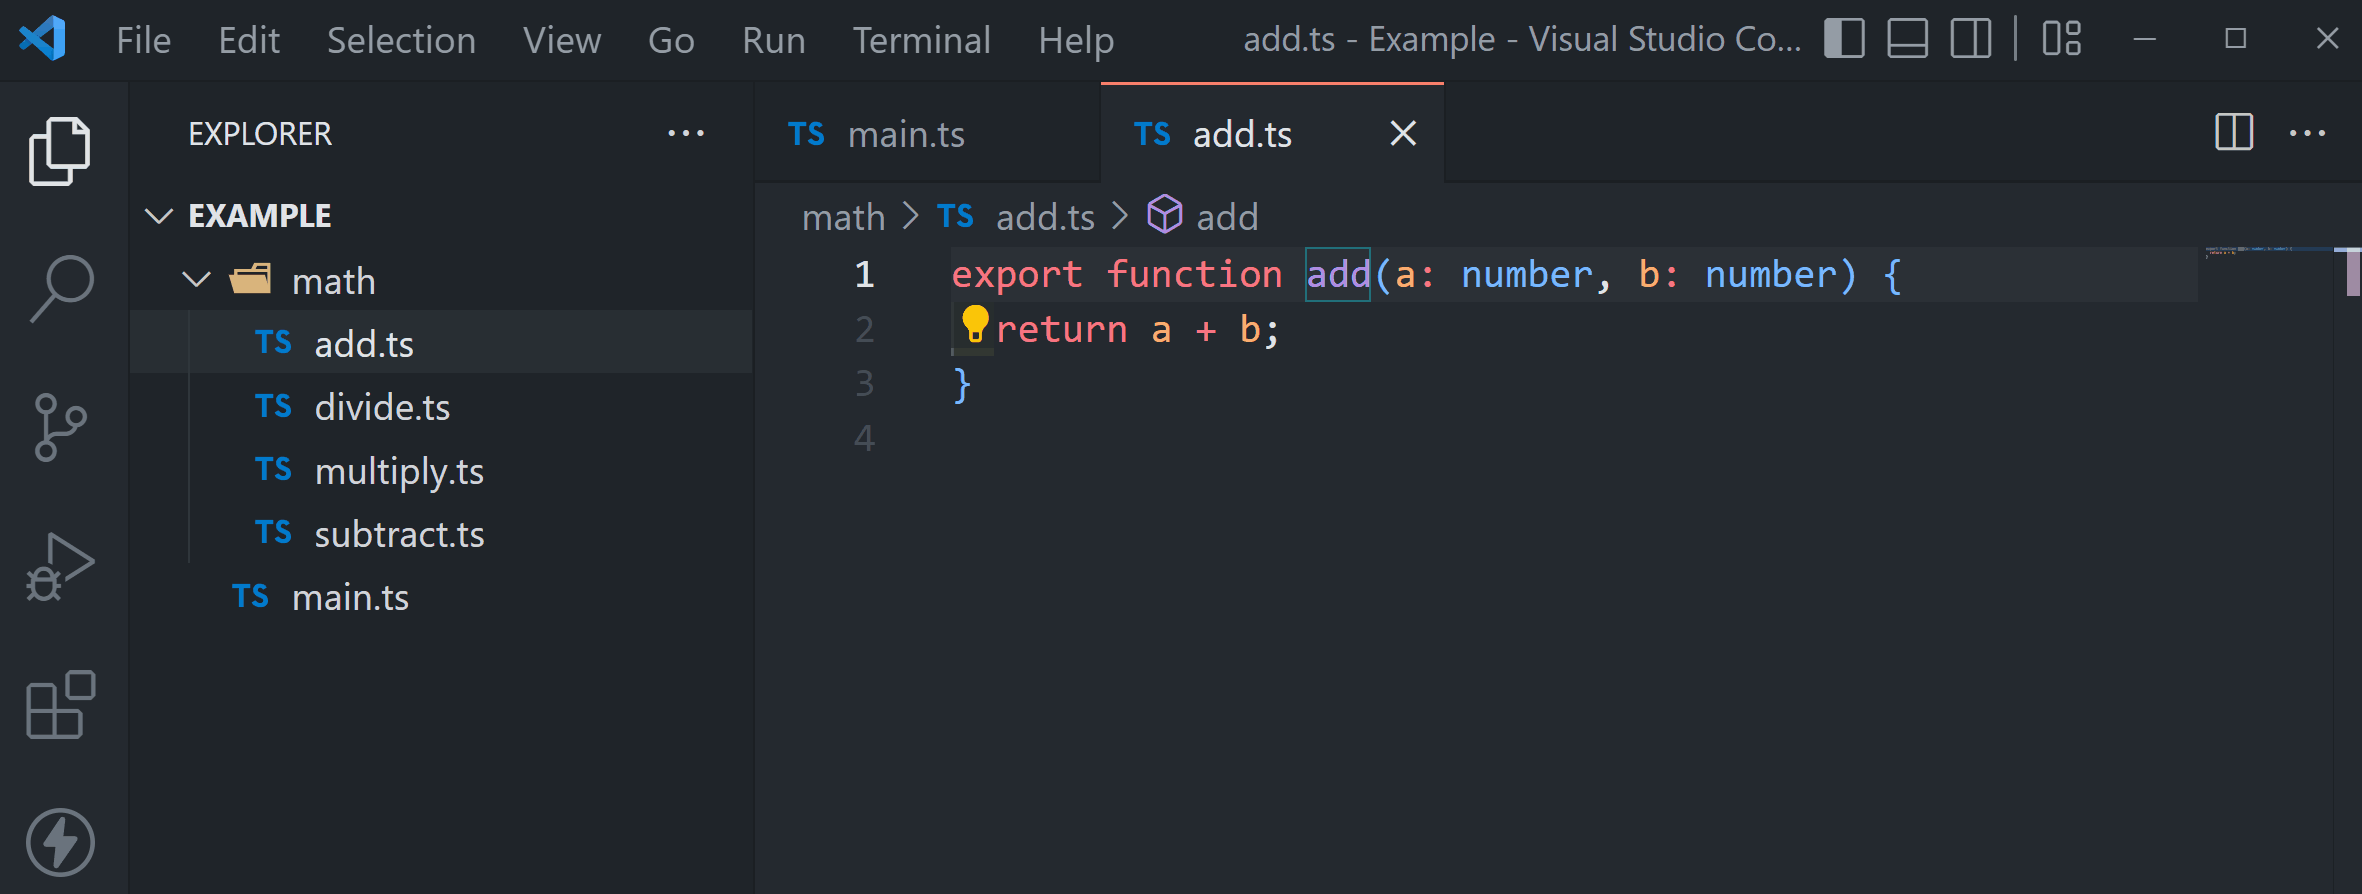 File Edit Selection View Go Run Terminal Help add.ts - Example - Visual Studio Co...
EXPLORER
EXAMPLE
math
TS add.ts
TS divide.ts
TS multiply.ts
TS subtract.ts
TS main.ts
TS main.ts TS add.ts
math > TS add.ts > add
1 export function add(a: number, b: number) {
2 return a + b;
3 }
4